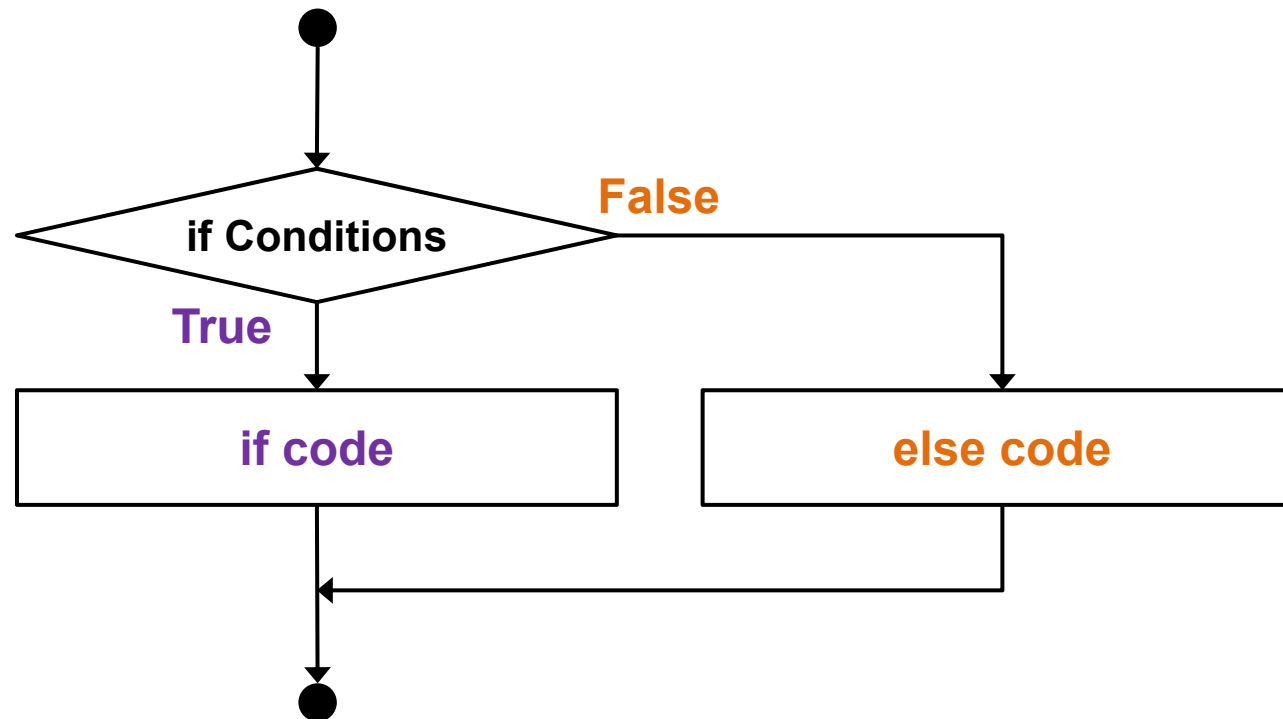 False
if Conditions
True
if code
else code